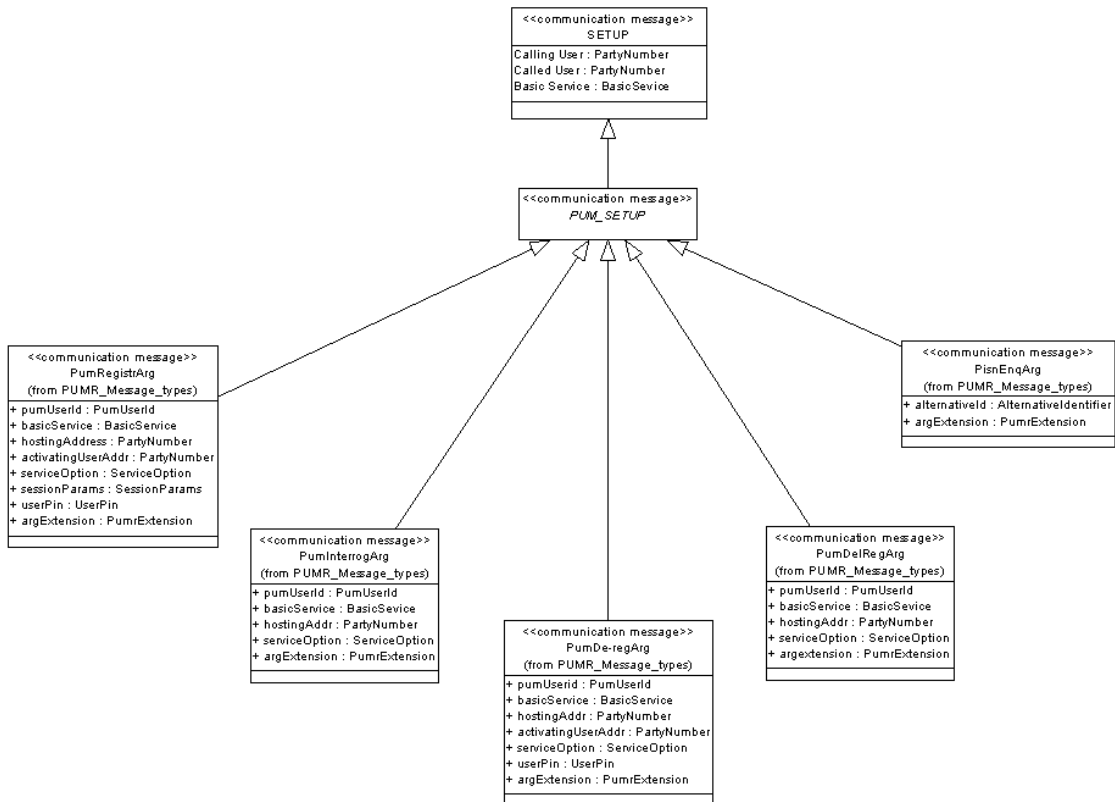 <<communication message>>
SETUP
Calling User : PartyNumber
Called User : PartyNumber
Basic Service : BasicSevice
<<communication message>>
PUM_SETUP
<<communication message>>
PumRegistrArg
(from PUMR_Message_types)
+ pumUserId : PumUserId
+ basicService : BasicService
+ hostingAddress : PartyNumber
+ activatingUserAddr : PartyNumber
+ serviceOption : ServiceOption
+ sessionParams : SessionParams
+ userPin : UserPin
+ argExtension : PumrExtension
<<communication message>>
PisnEnqArg
(from PUMR_Message_types)
+ alternativeId : AlternativeIdentifier
+ argExtension : PumrExtension
<<communication message>>
PumInterrogArg
(from PUMR_Message_types)
+ pumUserId : PumUserId
+ basicService : BasicSevice
+ hostingAddr : PartyNumber
+ serviceOption : ServiceOption
+ argExtension : PumrExtension
<<communication message>>
PumDelRegArg
(from PUMR_Message_types)
+ pumUserId : PumUserId
+ basicService : BasicSevice
+ hostingAddr : PartyNumber
+ serviceOption : ServiceOption
+ argextension : PumrExtension
<<communication message>>
PumDe-regArg
(from PUMR_Message_types)
+ pumUserid : PumUserId
+ basicService : BasicService
+ hostingAddr : PartyNumber
+ activatingUserAddr : PartyNumber
+ serviceOption : ServiceOption
+ userPin : UserPin
+ argExtension : PumrExtension